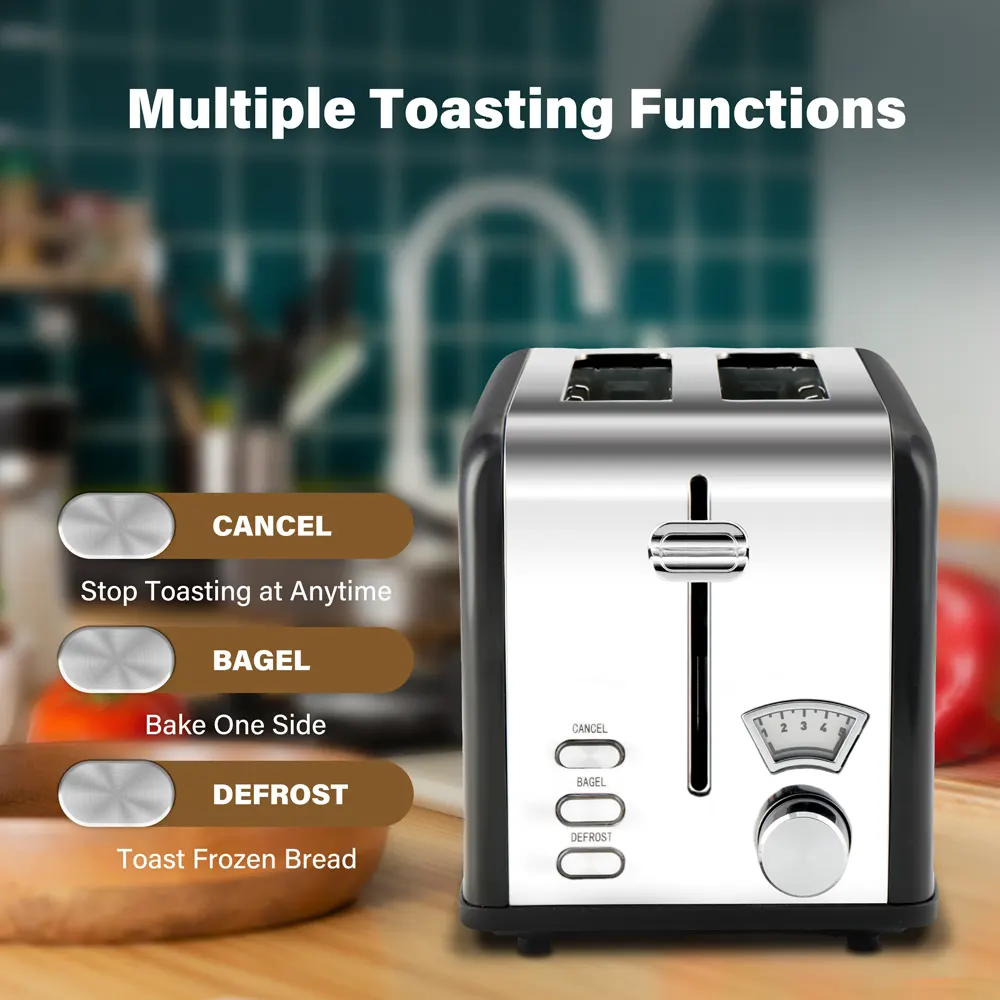 Multiple Toasting Functions
CANCEL
Stop Toasting at Anytime
BAGEL
Bake One Side
DEFROST
Toast Frozen Bread
CANCEL
BAGEL
DEFROST
1 2 3 4 5